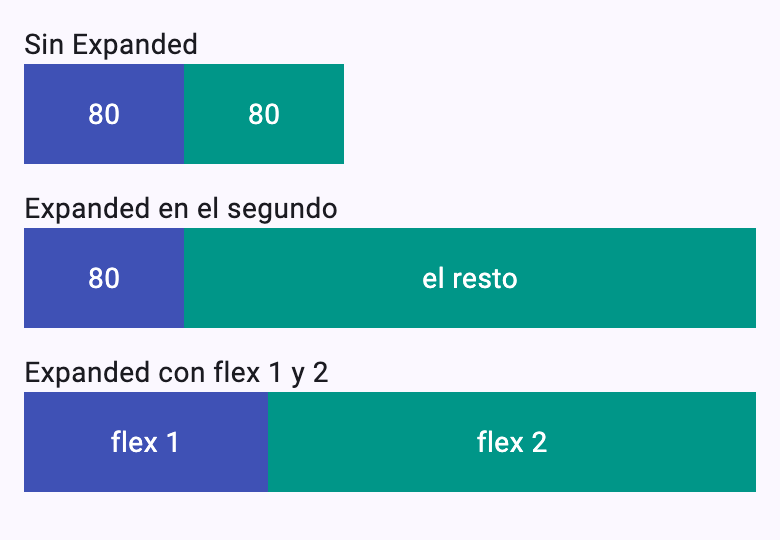 Sin Expanded
80 80
Expanded en el segundo
80 el resto
Expanded con flex 1 y 2
flex 1 flex 2